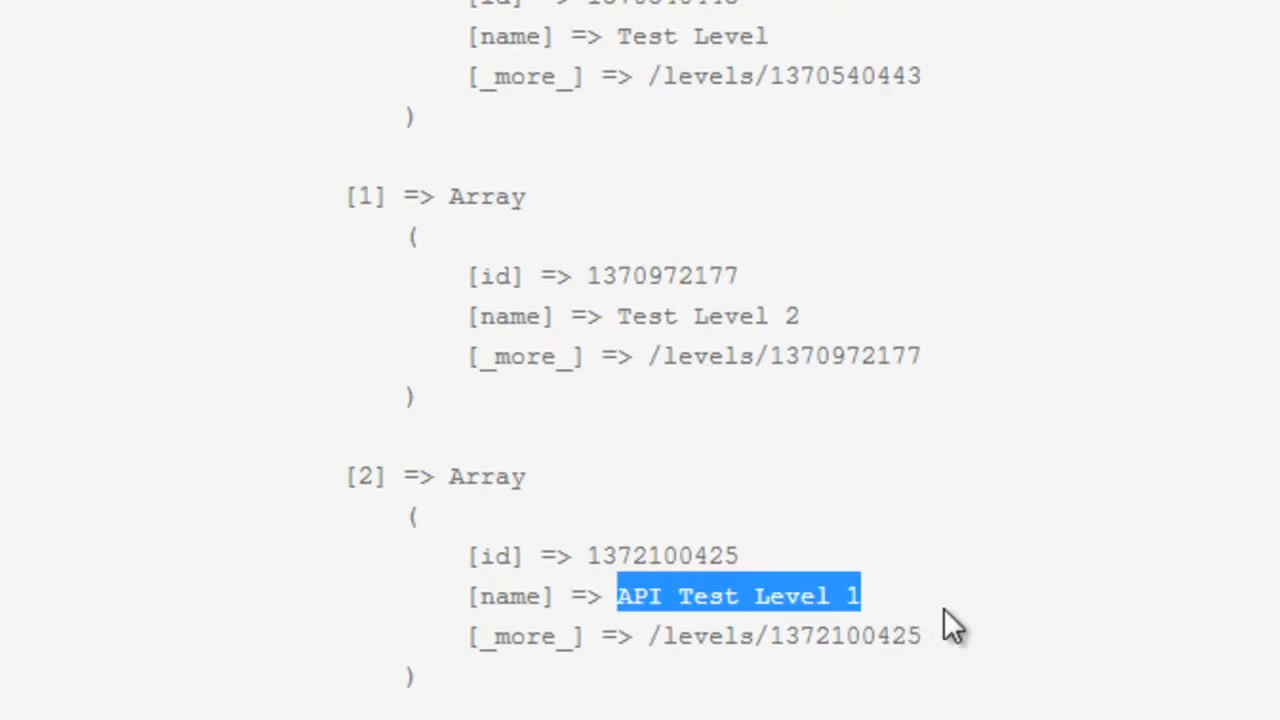 [name] => Test Level
[_more_] => /levels/1370540443
)
[1] => Array
(
[id] => 1370972177
[name] => Test Level 2
[_more_] => /levels/1370972177
)
[2] => Array
(
[id] => 1372100425
[name] => API Test Level 1
[_more_] => /levels/1372100425
)